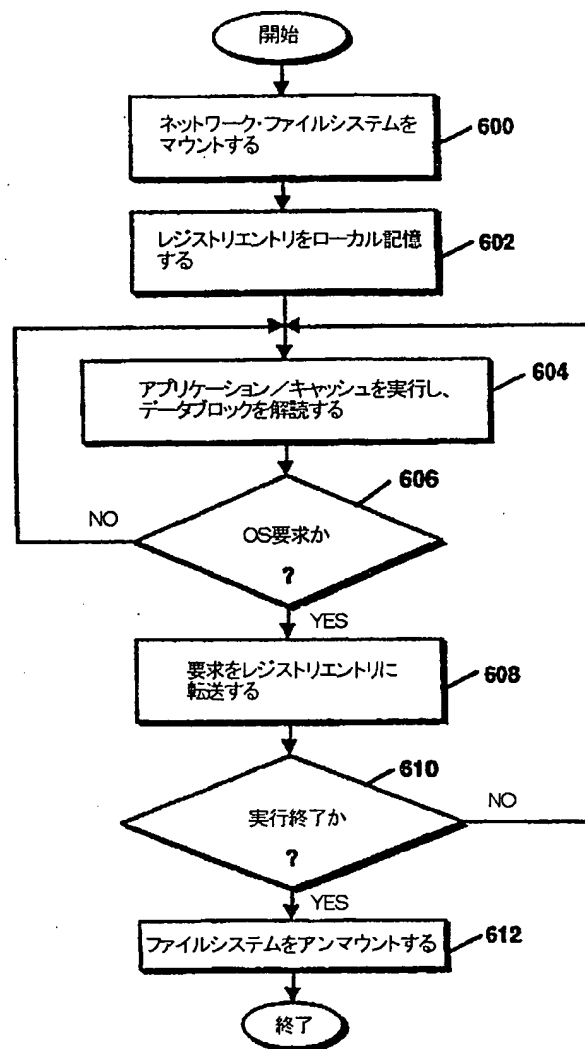 開始
ネットワーク・ファイルシステムを
マウントする
600
レジストリエントリをローカル記憶
する
602
アプリケーション／キャッシュを実行し、
データブロックを解読する
604
606
NO
OS要求か
?
YES
要求をレジストリエントリに
転送する
608
610
実行終了か
?
NO
YES
ファイルシステムをアンマウントする
612
終了